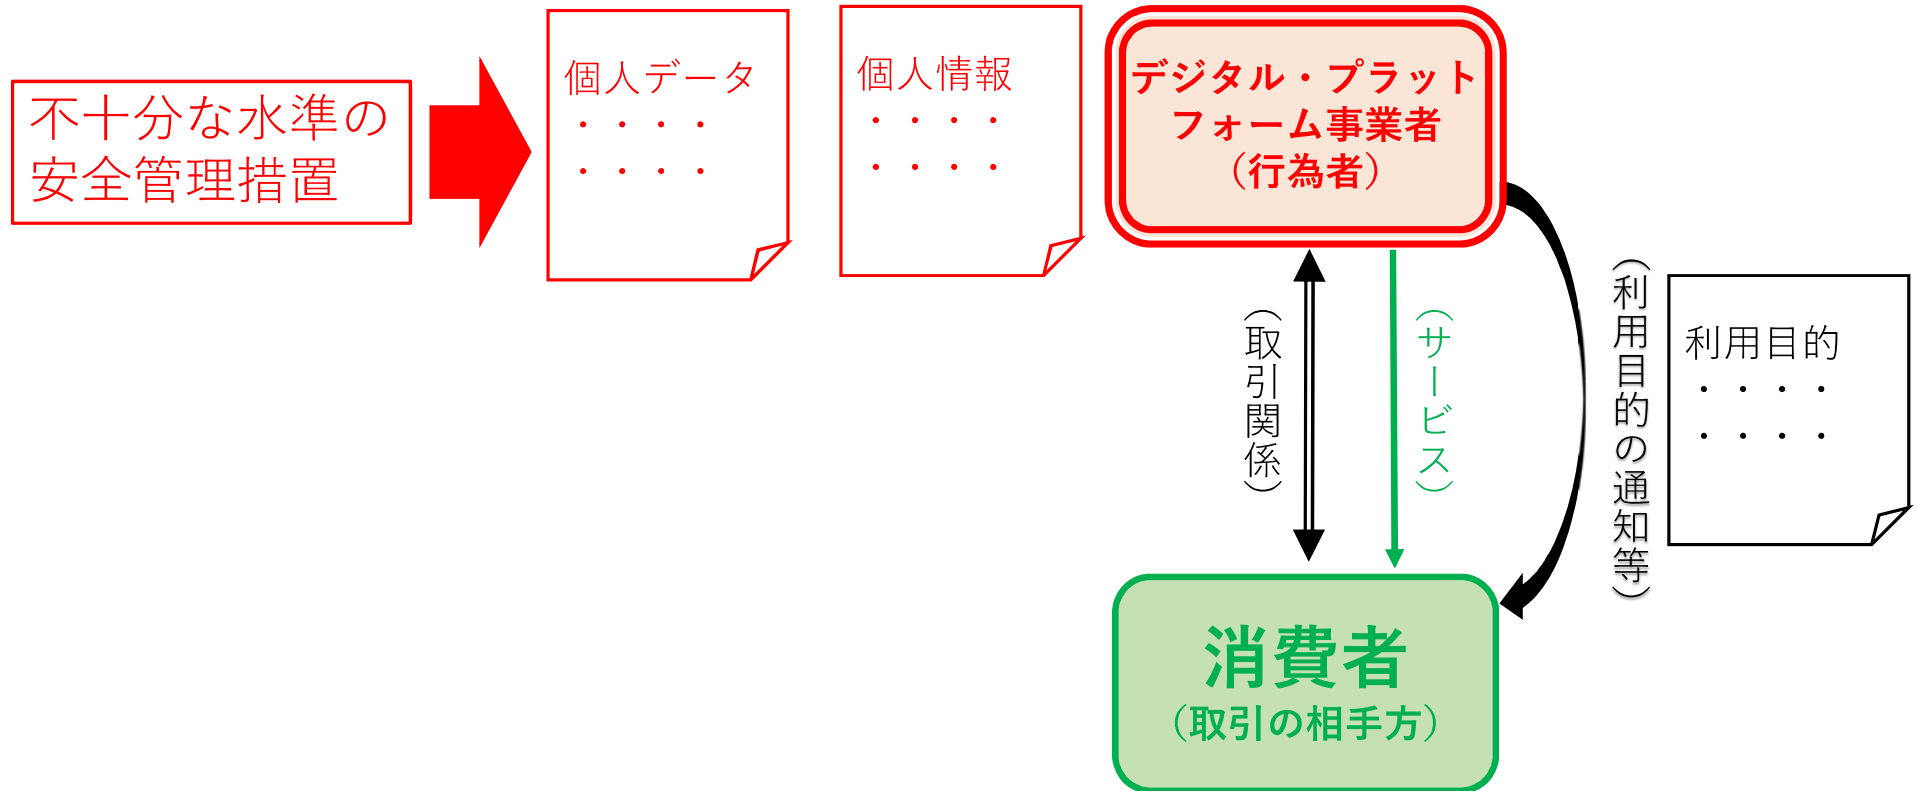 不十分な水準の
安全管理措置
個人データ
・・・・
・・・・
個人情報
・・・・
・・・・
デジタル・プラット
フォーム事業者
（行為者）
（取引関係）
（サービス）
（利用目的の通知等）
利用目的
・・・・
・・・・
消費者
（取引の相手方）